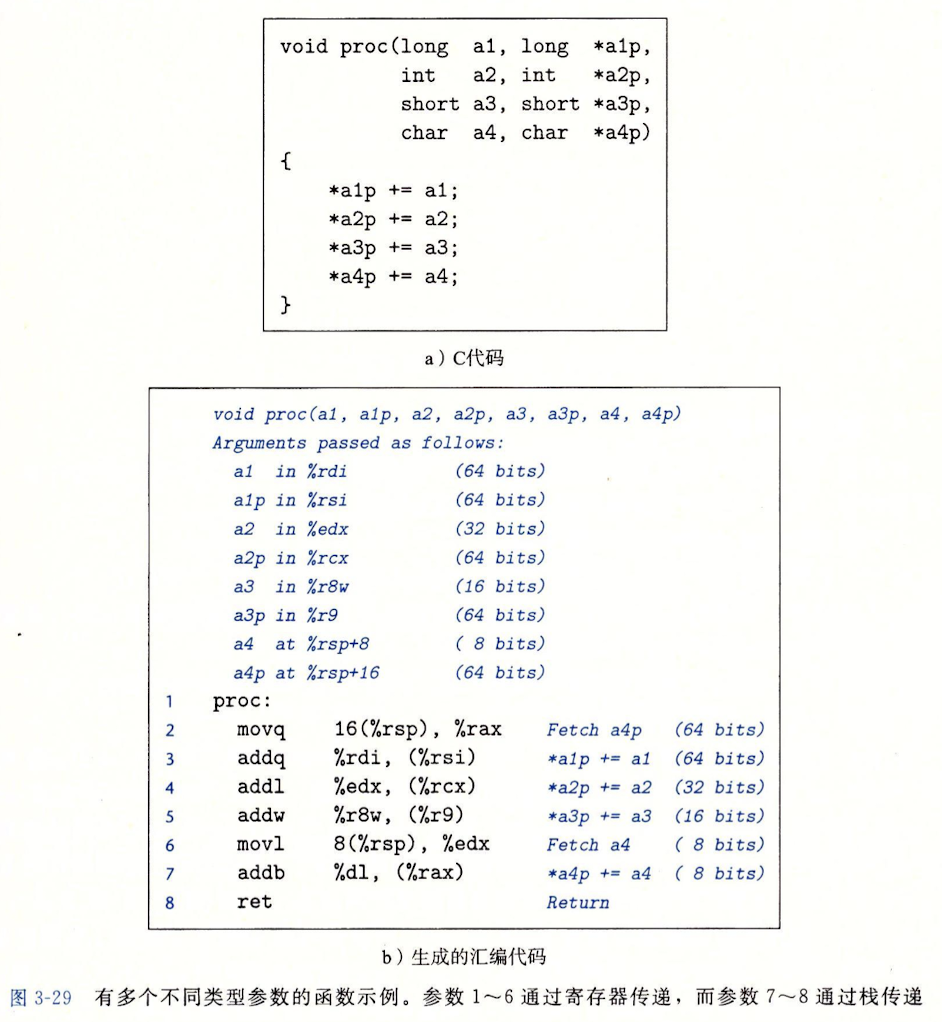 void proc(long  a1, long  *a1p,
          int   a2, int   *a2p,
          short a3, short *a3p,
          char  a4, char  *a4p)
{
    *a1p += a1;
    *a2p += a2;
    *a3p += a3;
    *a4p += a4;
}
a）C代码
void proc(a1, a1p, a2, a2p, a3, a3p, a4, a4p)
Arguments passed as follows:
  a1  in %rdi          (64 bits)
  a1p in %rsi          (64 bits)
  a2  in %edx          (32 bits)
  a2p in %rcx          (64 bits)
  a3  in %r8w          (16 bits)
  a3p in %r9           (64 bits)
  a4  at %rsp+8        ( 8 bits)
  a4p at %rsp+16       (64 bits)
1 proc:
2   movq    16(%rsp), %rax    Fetch a4p   (64 bits)
3   addq    %rdi, (%rsi)      *a1p += a1  (64 bits)
4   addl    %edx, (%rcx)      *a2p += a2  (32 bits)
5   addw    %r8w, (%r9)       *a3p += a3  (16 bits)
6   movl    8(%rsp), %edx     Fetch a4    ( 8 bits)
7   addb    %dl, (%rax)       *a4p += a4  ( 8 bits)
8   ret                       Return
b）生成的汇编代码
图 3-29 有多个不同类型参数的函数示例。参数 1～6 通过寄存器传递，而参数 7～8 通过栈传递